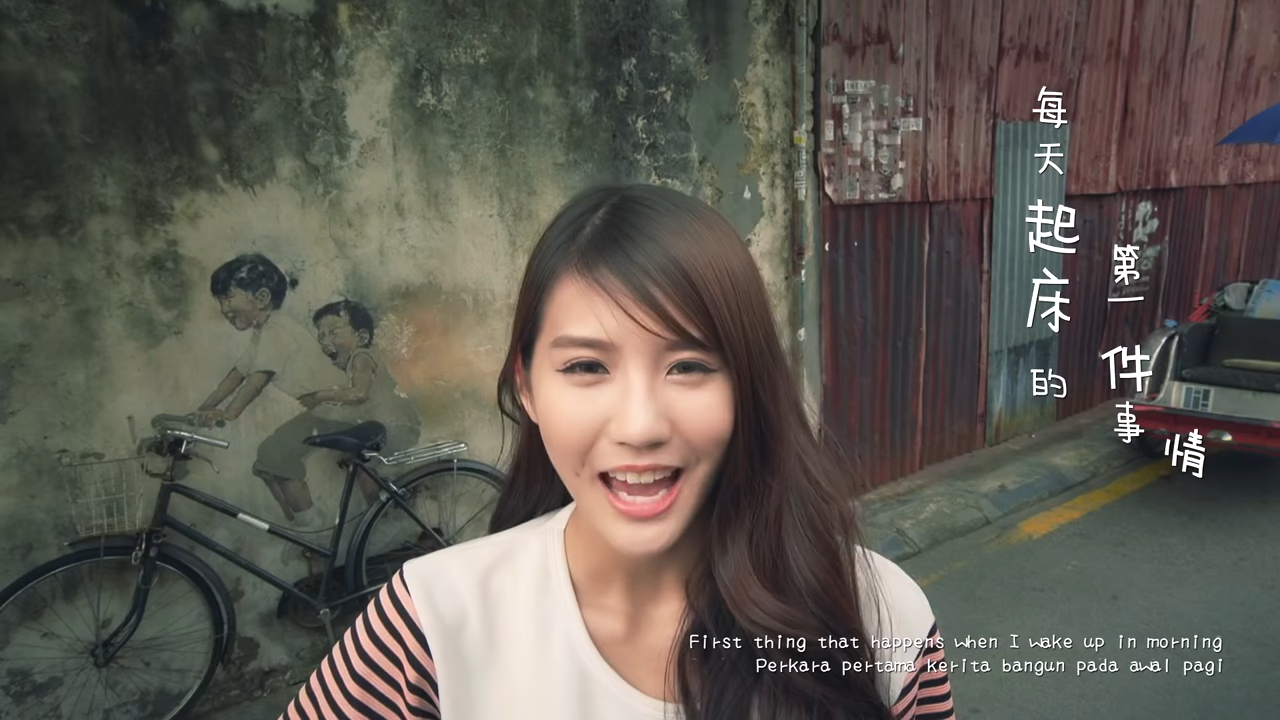 每天起床的
第一件事情
First thing that happens when I wake up in morning
Perkara pertama kerita bangun pada awal pagi